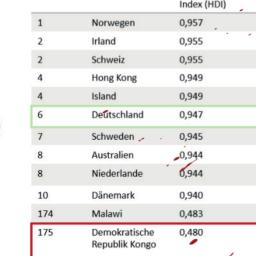 Index (HDI)
1 Norwegen 0,957
2 Irland 0,955
2 Schweiz 0,955
4 Hong Kong 0,949
4 Island 0,949
6 Deutschland 0,947
7 Schweden 0,945
8 Australien 0,944
8 Niederlande 0,944
10 Dänemark 0,940
174 Malawi 0,483
175 Demokratische 0,480
Republik Kongo